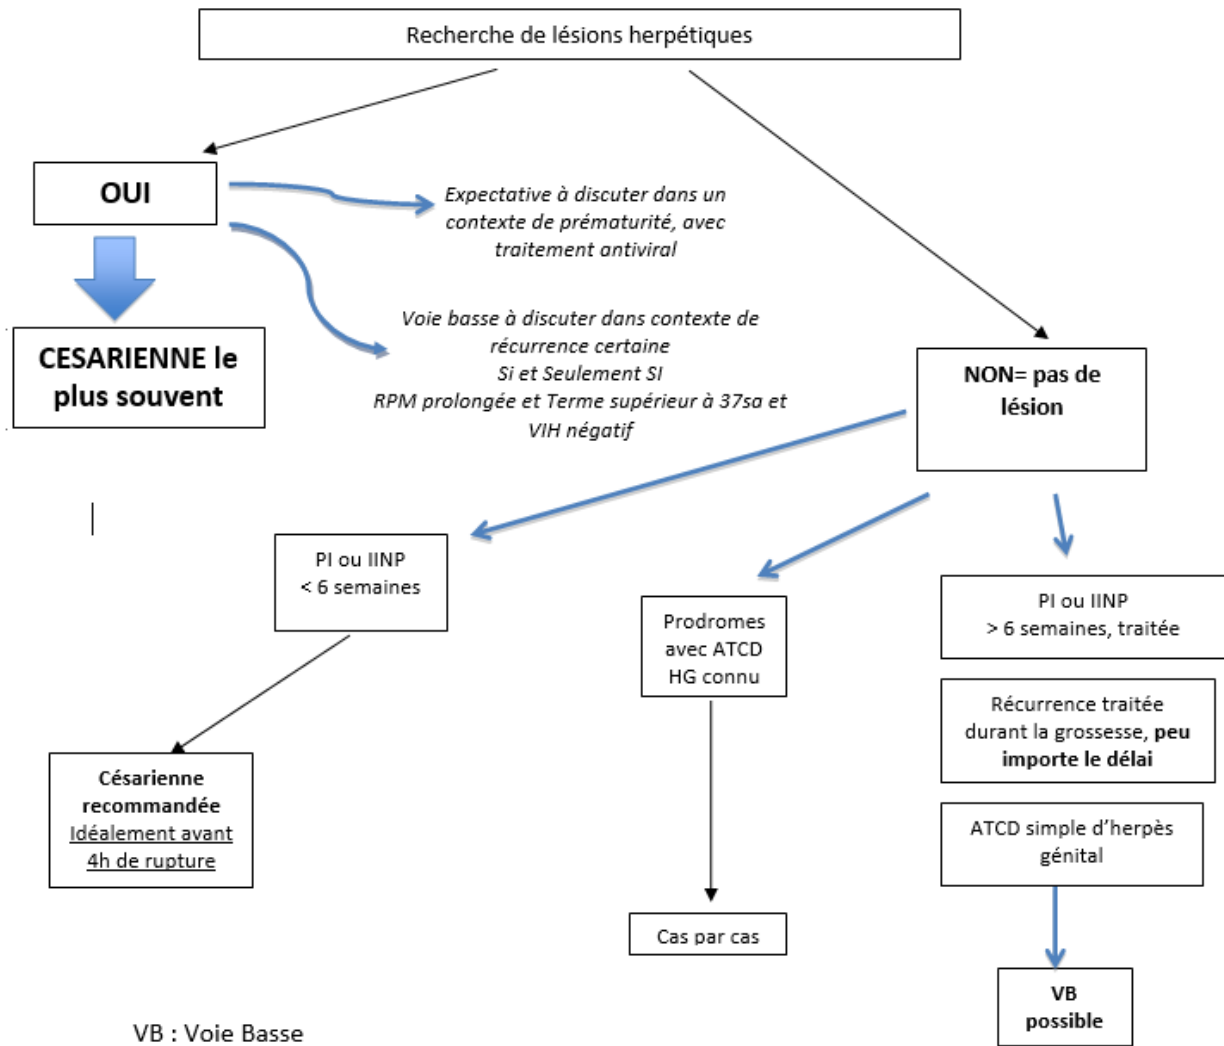 Recherche de lésions herpétiques
OUI
Expectative à discuter dans un
contexte de prématurité, avec
traitement antiviral
CESARIENNE le
plus souvent
Voie basse à discuter dans contexte de
récurrence certaine
Si et Seulement SI
RPM prolongée et Terme supérieur à 37sa et
VIH négatif
NON= pas de
lésion
PI ou IINP
< 6 semaines
Prodromes
avec ATCD
HG connu
PI ou IINP
> 6 semaines, traitée
Récurrence traitée
durant la grossesse, peu
importe le délai
Césarienne
recommandée
Idéalement avant
4h de rupture
ATCD simple d'herpès
génital
Cas par cas
VB
possible
VB : Voie Basse